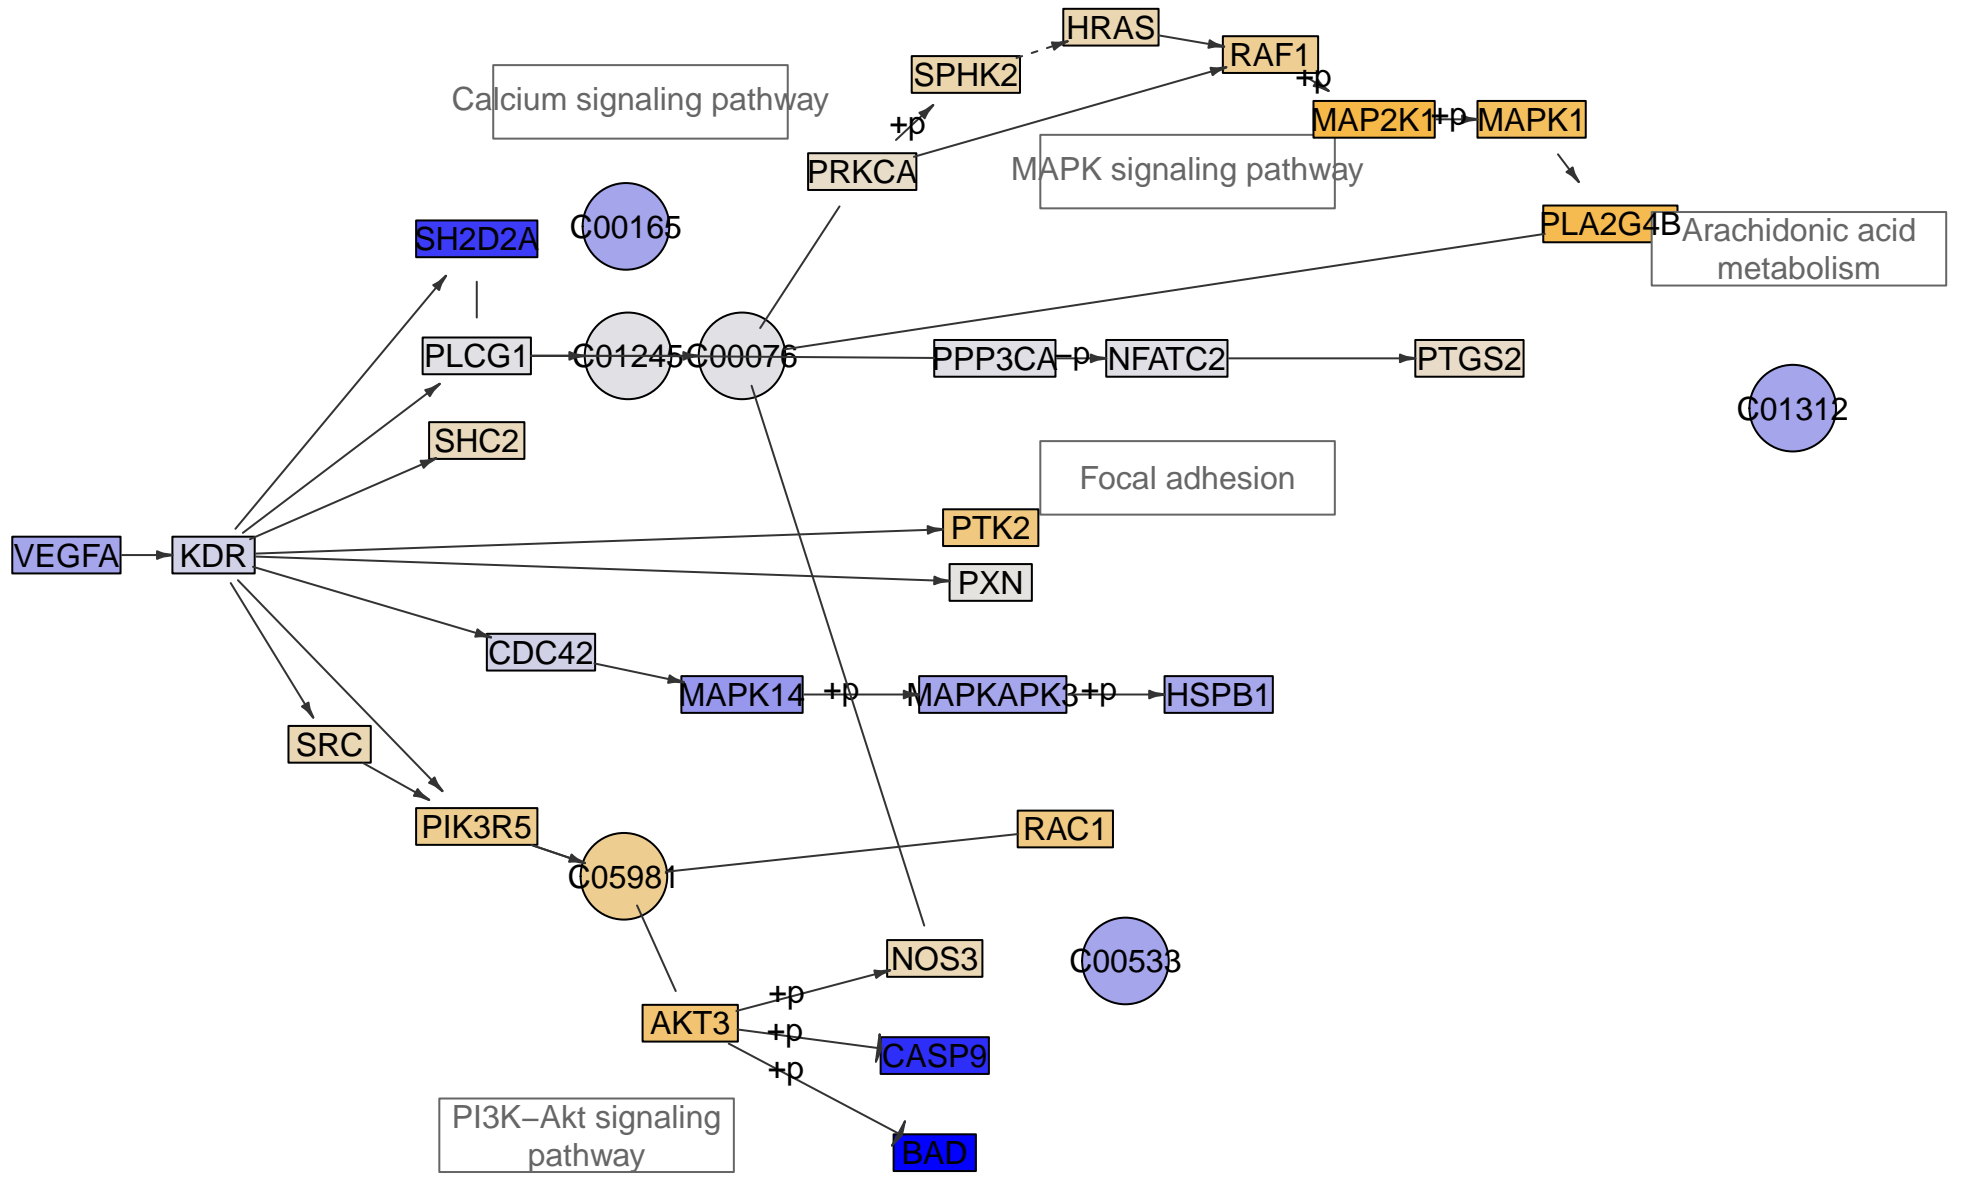 HRAS
RAF1
SPHK2
+p
Calcium signaling pathway
+p
MAP2K1
+p
MAPK1
PRKCA
MAPK signaling pathway
C00165
SH2D2A
PLA2G4B
Arachidonic acid
metabolism
PLCG1
C01245
C00076
PPP3CA
−p
NFATC2
PTGS2
C01312
SHC2
Focal adhesion
PTK2
VEGFA
KDR
PXN
CDC42
MAPK14
+p
MAPKAPK3
+p
HSPB1
SRC
PIK3R5
RAC1
C05981
NOS3
C00533
+p
AKT3
+p
CASP9
+p
PI3K−Akt signaling
pathway
BAD